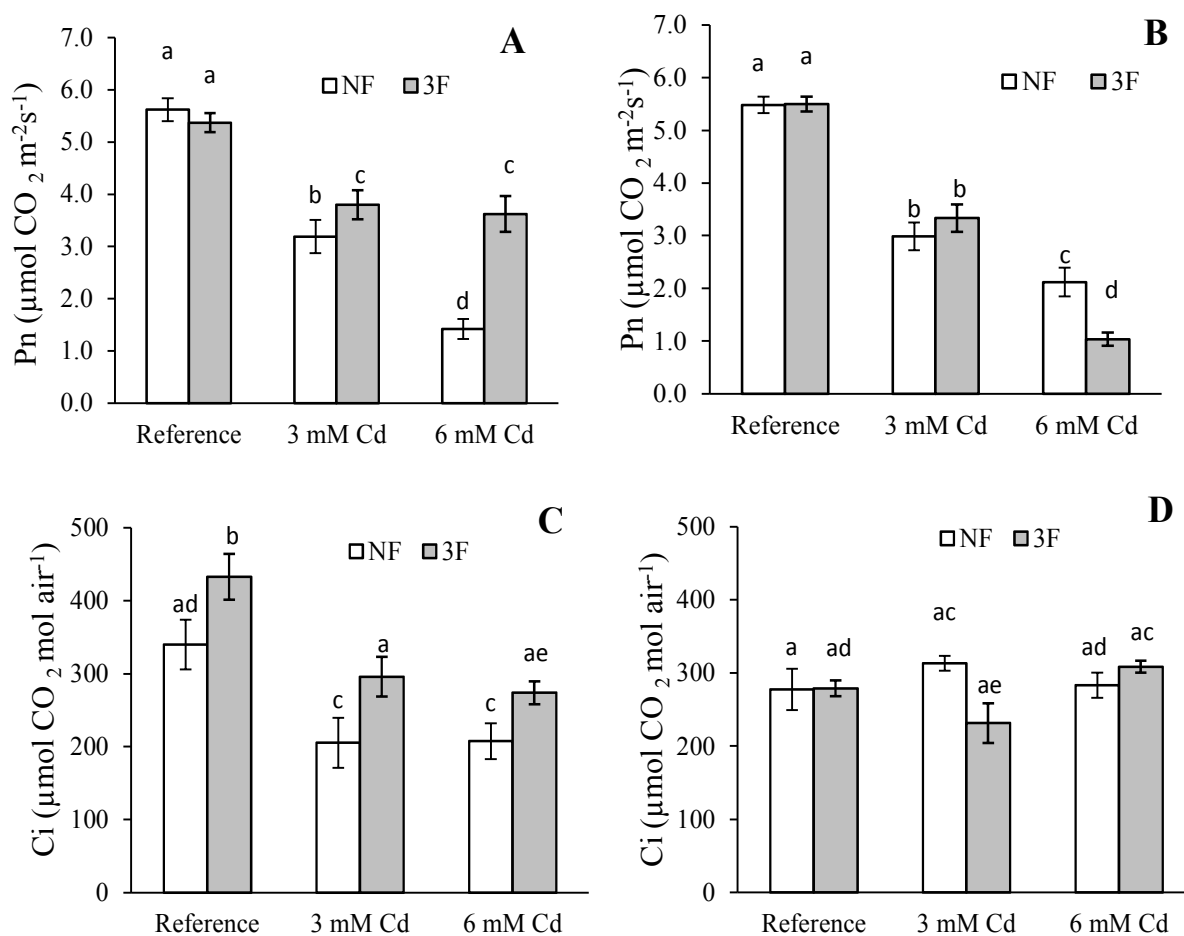 A
Pn (µmol CO2 m-2s-1)
7.0
6.0
5.0
4.0
3.0
2.0
1.0
0.0
NF 3F
a a b c d c
Reference 3 mM Cd 6 mM Cd
B
Pn (µmol CO2 m-2s-1)
7.0
6.0
5.0
4.0
3.0
2.0
1.0
0.0
NF 3F
a a b b c d
Reference 3 mM Cd 6 mM Cd
C
Ci (µmol CO2 mol air-1)
500
400
300
200
100
0
NF 3F
ad b c a c ae
Reference 3 mM Cd 6 mM Cd
D
Ci (µmol CO2 mol air-1)
500
400
300
200
100
0
NF 3F
a ad ac ae ad ac
Reference 3 mM Cd 6 mM Cd